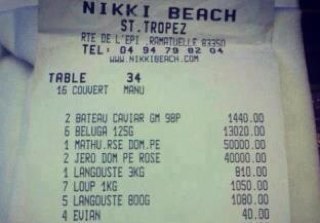 NIKKI BEACH
ST.TROPEZ
RTE DE L'EPI RAMATUELLE 83350
TEL: 04 94 79 82 04
WWW.NIKKIBEACH.COM
TABLE 34
16 COUVERT MANU
2 BATEAU CAVIAR GM 98P 1440.00
6 BELUGA 125G 13020.00
1 MATHU.RSE DOM.PE 50000.00
2 JERO DOM PE ROSE 40000.00
1 LANGOUSTE 3KG 810.00
7 LOUP 1KG 1050.00
5 LANGOUSTE 800G 1080.00
4 EVIAN 40.00